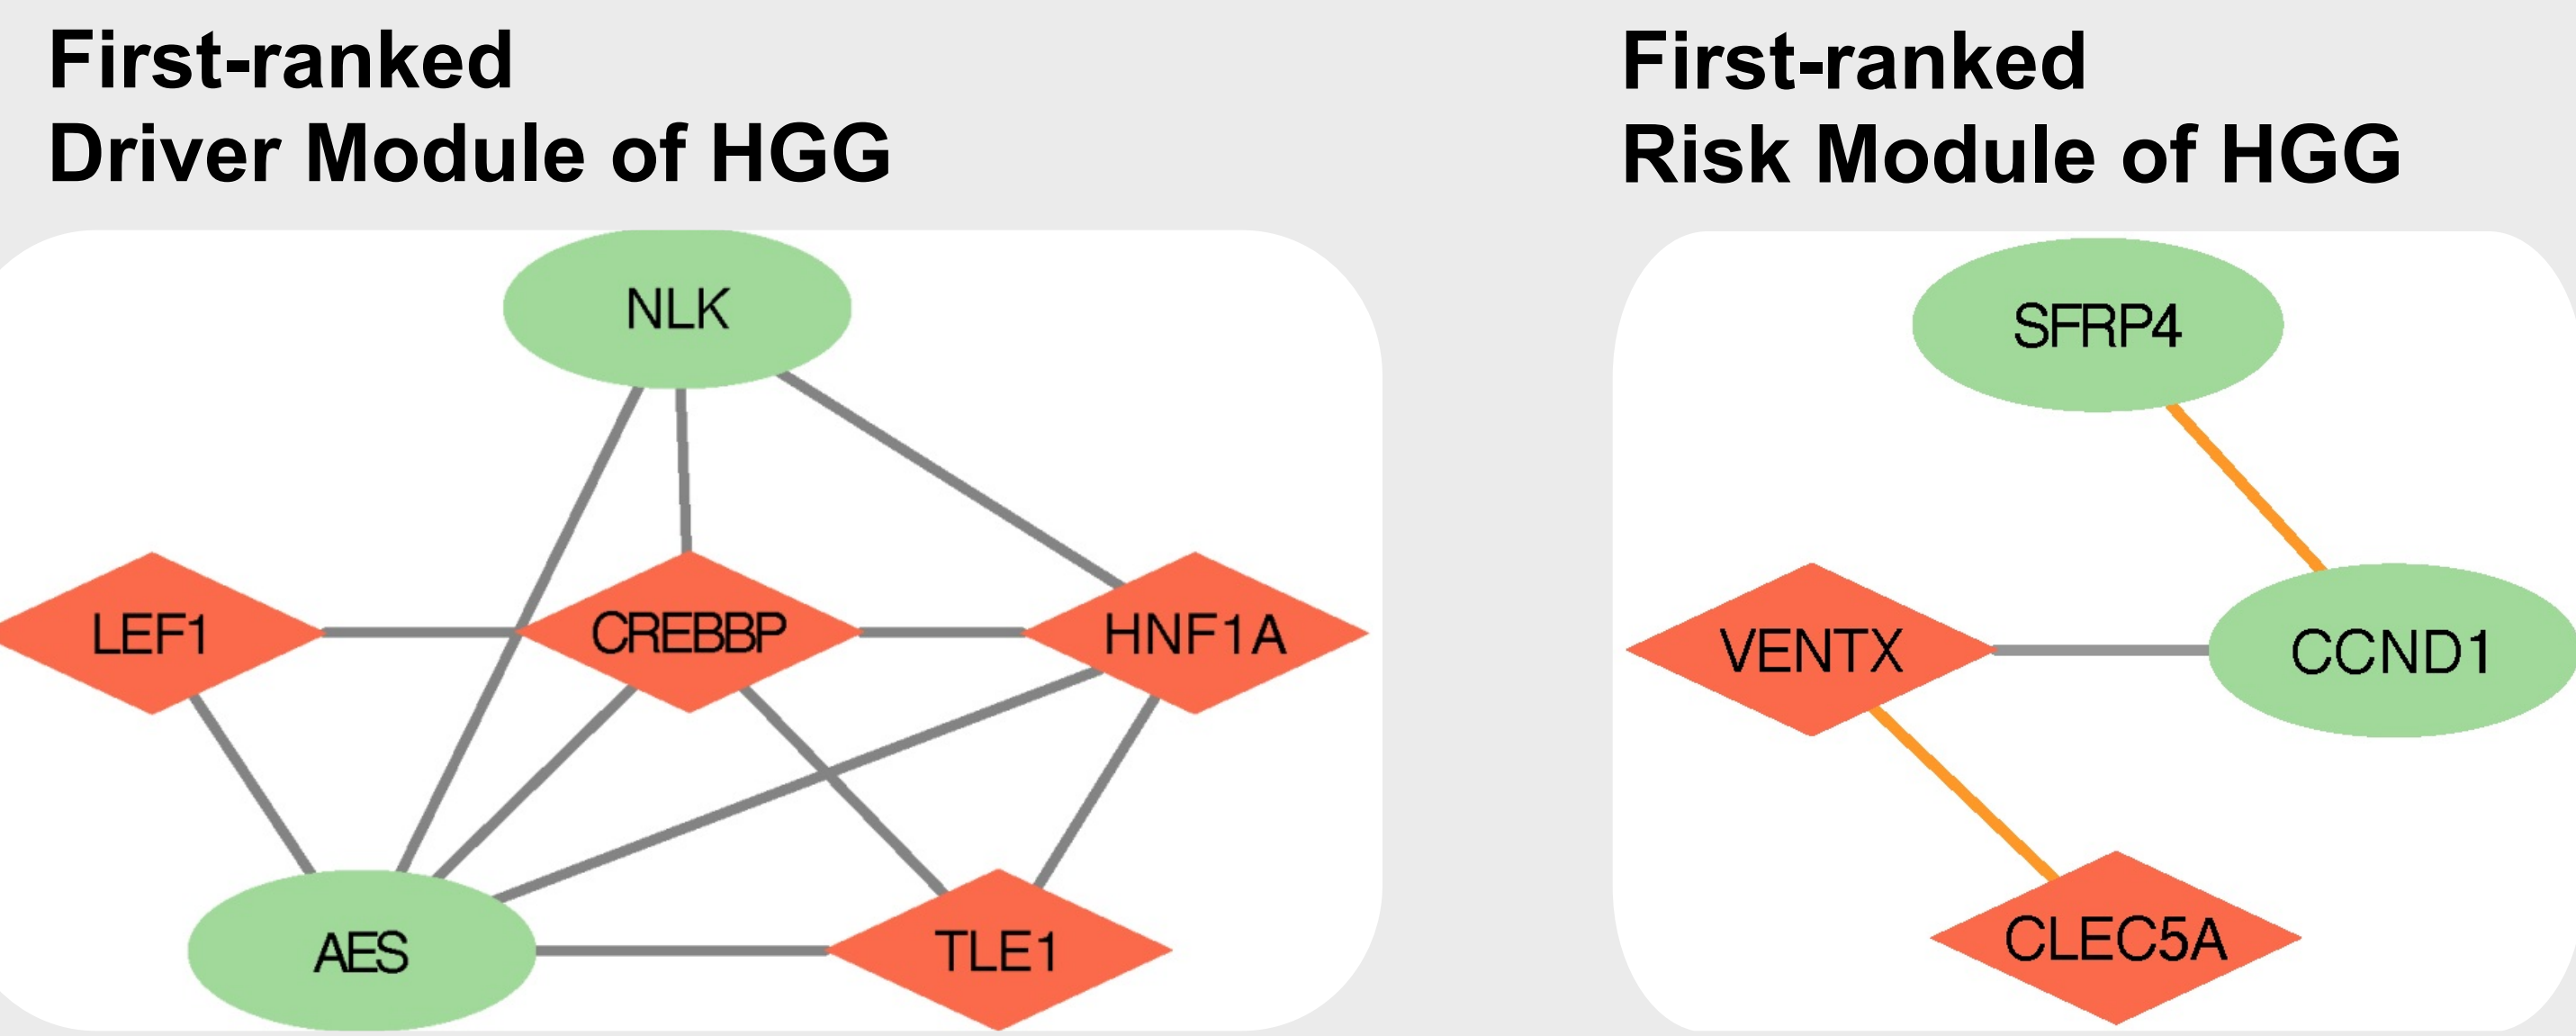 First-ranked
Driver Module of HGG
NLK
LEF1
CREBBP
HNF1A
AES
TLE1
First-ranked
Risk Module of HGG
SFRP4
VENTX
CCND1
CLEC5A